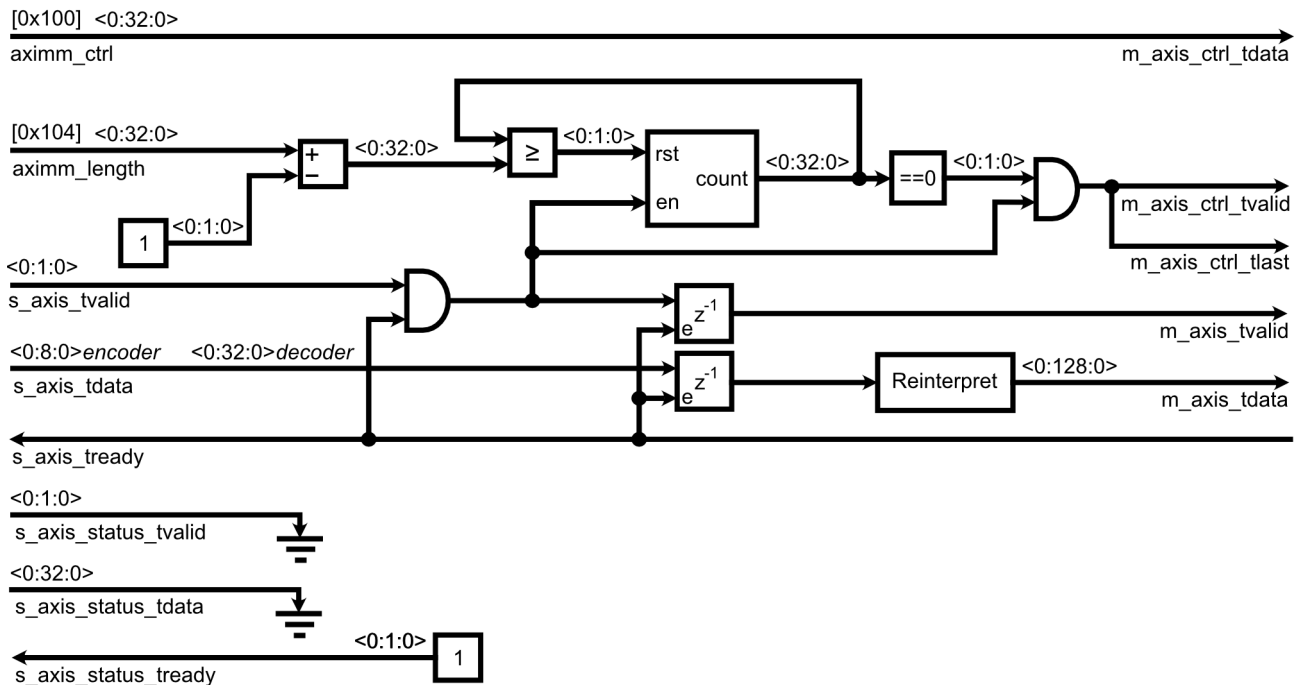 [0x100] <0:32:0>
aximm_ctrl
m_axis_ctrl_tdata
[0x104] <0:32:0>
aximm_length
+
−
<0:32:0>
≥
<0:1:0>
rst
count
en
<0:32:0>
==0
<0:1:0>
m_axis_ctrl_tvalid
m_axis_ctrl_tlast
1
<0:1:0>
<0:1:0>
s_axis_tvalid
z-1
e
m_axis_tvalid
<0:8:0>encoder <0:32:0>decoder
s_axis_tdata
z-1
e
Reinterpret
<0:128:0>
m_axis_tdata
s_axis_tready
<0:1:0>
s_axis_status_tvalid
<0:32:0>
s_axis_status_tdata
<0:1:0>
1
s_axis_status_tready